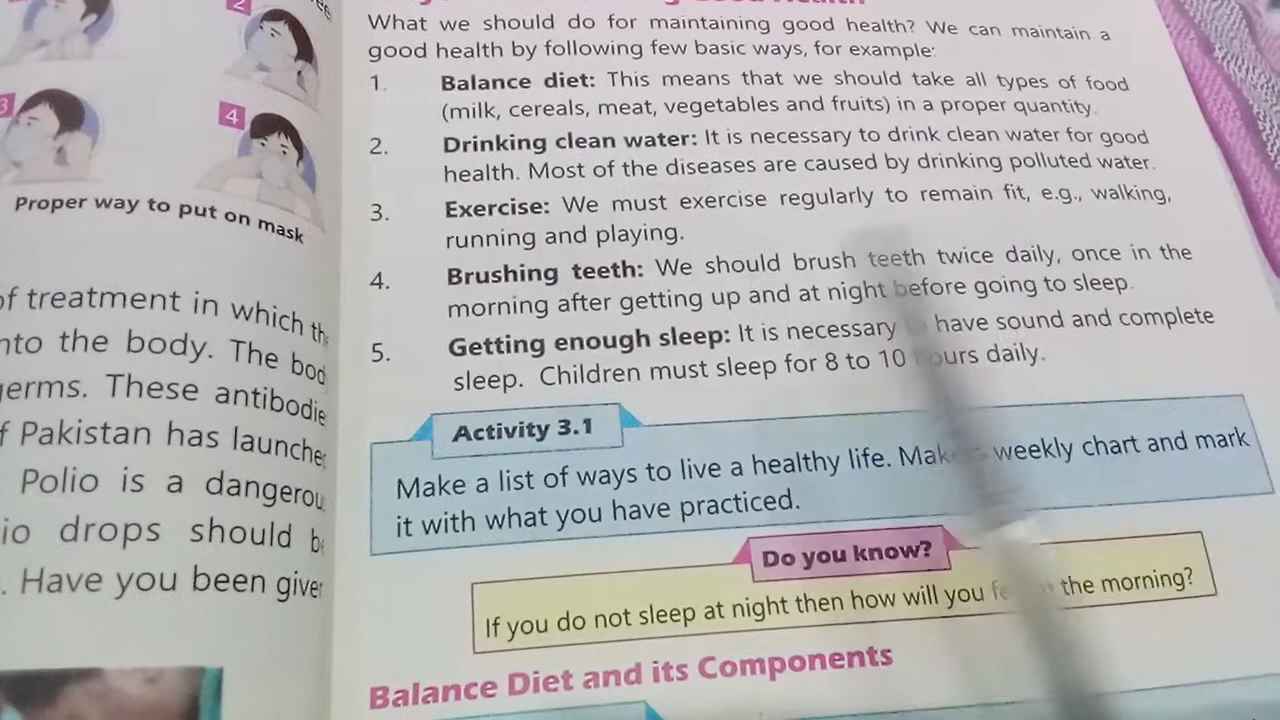 2
3
4
Proper way to put on mask
of treatment in which
into the body. The
These
f Pakistan has
Polio is a
drops should
. Have you been
What we should do for maintaining good health? We can maintain a
good health by following few basic ways, for example:
1. Balance diet: This means that we should take all types of food
(milk, cereals, meat, vegetables and fruits) in a proper quantity.
2. Drinking clean water: It is necessary to drink clean water for good
health. Most of the diseases are caused by drinking polluted water.
3. Exercise: We must exercise regularly to remain fit, e.g., walking,
running and playing.
4. Brushing teeth: We should brush teeth twice daily, once in the
morning after getting up and at night before going to sleep.
5. Getting enough sleep: It is necessary have sound and complete
sleep. Children must sleep for 8 to 10 hours daily.
Activity 3.1
Make a list of ways to live a healthy life. Make weekly chart and mark
it with what you have practiced.
Do you know?
If you do not sleep at night then how will you the morning?
Balance Diet and its Components